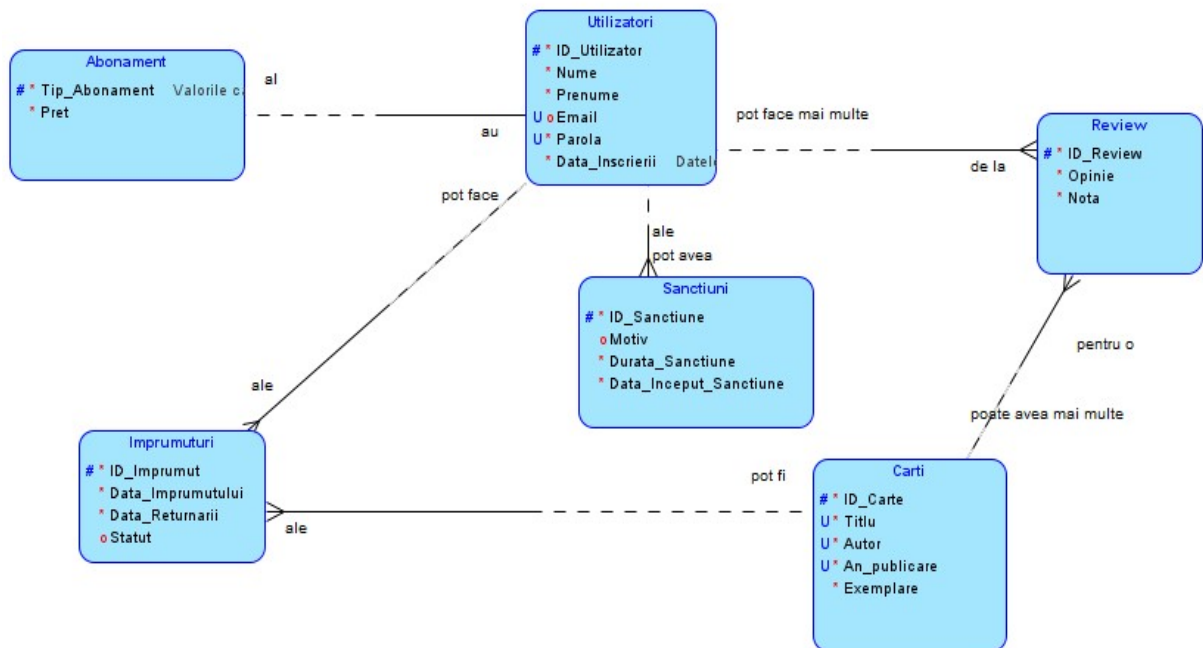 Utilizatori
# * ID_Utilizator
* Nume
* Prenume
U o Email
U * Parola
* Data_Inscrierii
Abonament
# * Tip_Abonament Valorile
* Pret
al
au
pot face mai multe
de la
Review
# * ID_Review
* Opinie
* Nota
pot face
ale
ale
pot avea
Sanctiuni
# * ID_Sanctiune
o Motiv
* Durata_Sanctiune
* Data_Inceput_Sanctiune
pentru o
poate avea mai multe
Imprumuturi
# * ID_Imprumut
* Data_Imprumutului
* Data_Returnarii
o Statut
ale
pot fi
Carti
# * ID_Carte
U * Titlu
U * Autor
U * An_publicare
* Exemplare